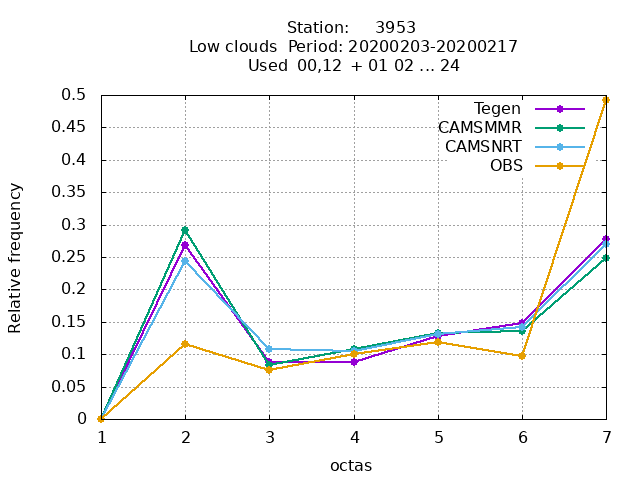 Station: 3953
Low clouds Period: 20200203-20200217
Used 00,12 + 01 02 ... 24
0.5
0.45
0.4
0.35
0.3
0.25
0.2
0.15
0.1
0.05
0
Relative frequency
Tegen
CAMSMMR
CAMSNRT
OBS
1 2 3 4 5 6 7
octas